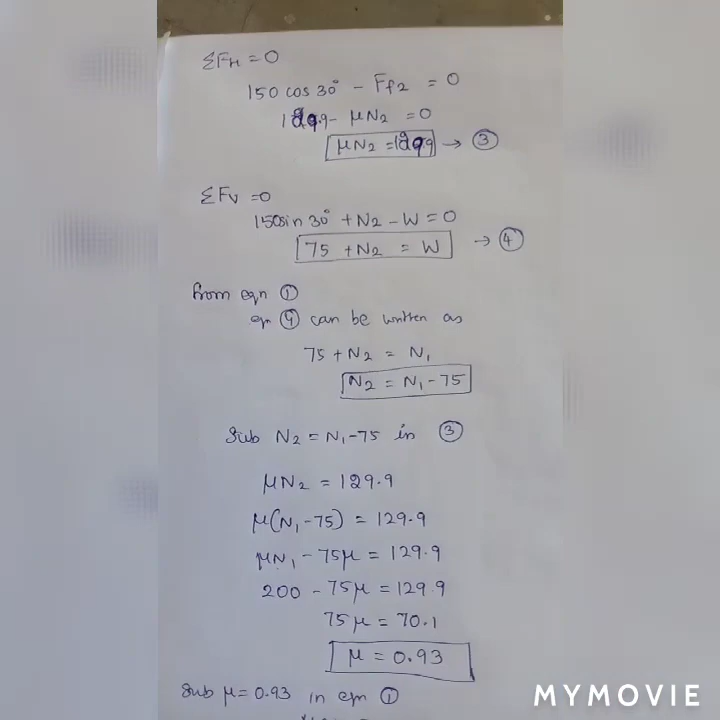 ΣFH = 0
150 cos 30° - Ff2 = 0
129.9 - μN2 = 0
μN2 = 129.9 → ③
ΣFV = 0
150sin 30° + N2 - W = 0
75 + N2 = W → ④
from eqn ①
eqn ④ can be written as
75 + N2 = N1
N2 = N1 - 75
Sub N2 = N1 - 75 in ③
μN2 = 129.9
μ(N1 - 75) = 129.9
μN1 - 75μ = 129.9
200 - 75μ = 129.9
75μ = 70.1
μ = 0.93
Sub μ = 0.93 in eqn ①
MYMOVIE